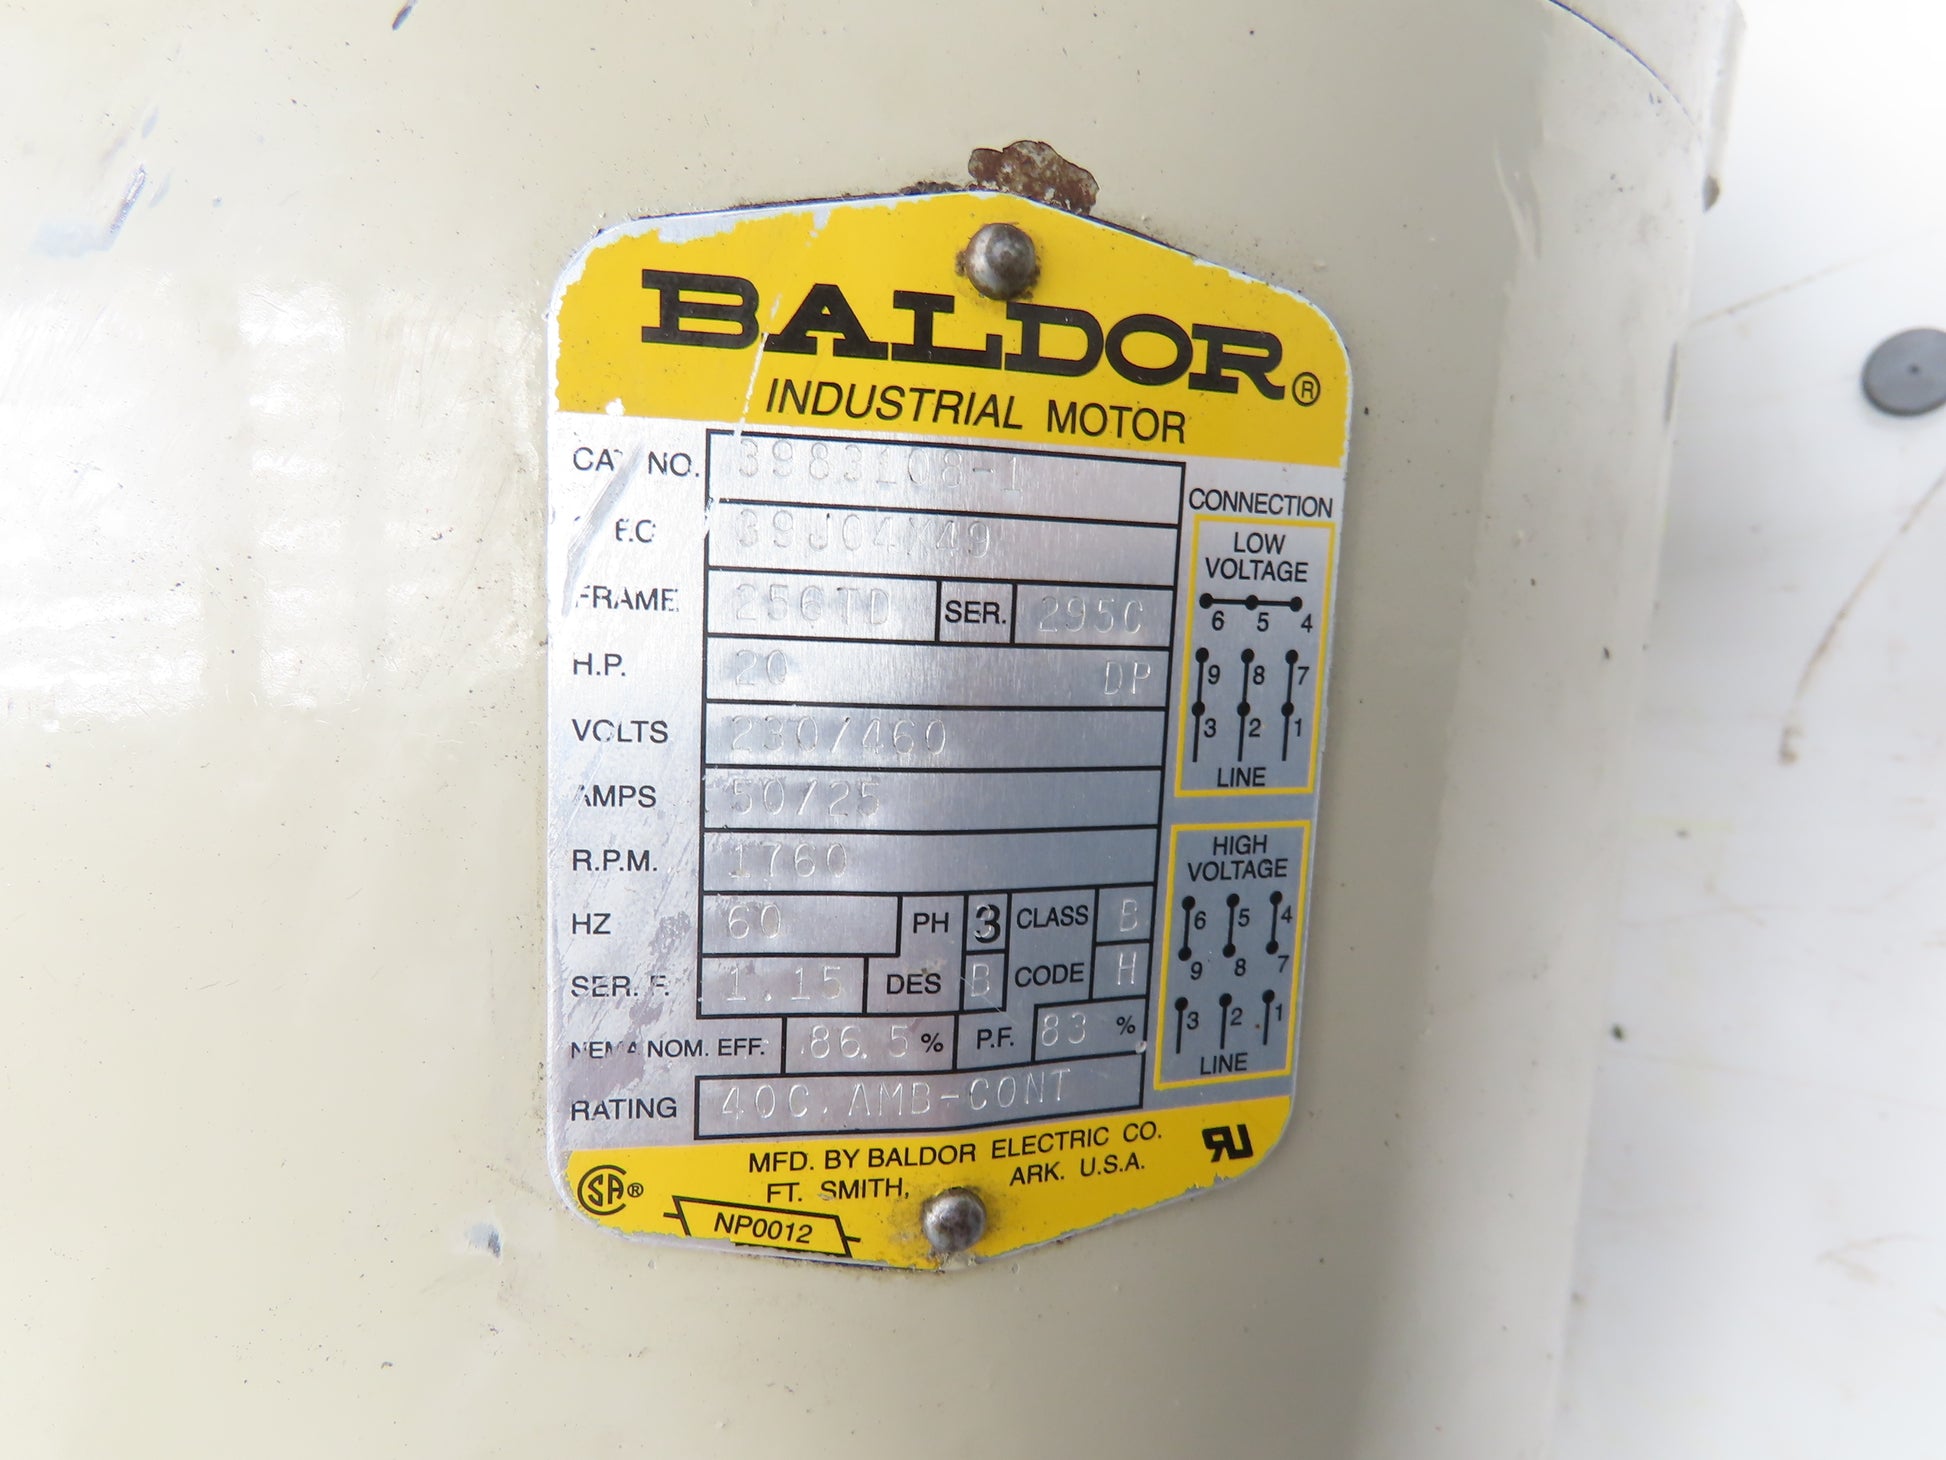 BALDOR ®
INDUSTRIAL MOTOR
CAT NO. 3983108-1
EC 39J04X49
FRAME 256TD SER. 295C
H.P. 20 DP
VOLTS 230/460
AMPS 50/25
R.P.M. 1760
HZ 60 PH 3 CLASS B
SER. F. 1.15 DES B CODE H
NEMA NOM. EFF. 86.5 % P.F. 83 %
RATING 40C.AMB-CONT
CONNECTION
LOW
VOLTAGE
6 5 4
9 8 7
3 2 1
LINE
HIGH
VOLTAGE
6 5 4
9 8 7
3 2 1
LINE
MFD. BY BALDOR ELECTRIC CO.
FT. SMITH, ARK. U.S.A.
SA ®
NP0012